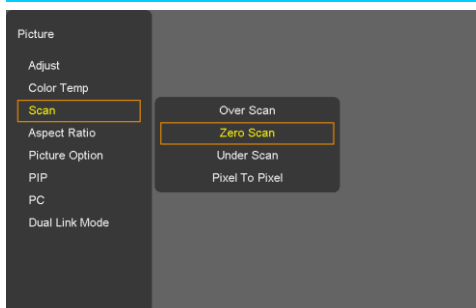 Picture
Adjust
Color Temp
Scan
Aspect Ratio
Picture Option
PIP
PC
Dual Link Mode
Over Scan
Zero Scan
Under Scan
Pixel To Pixel